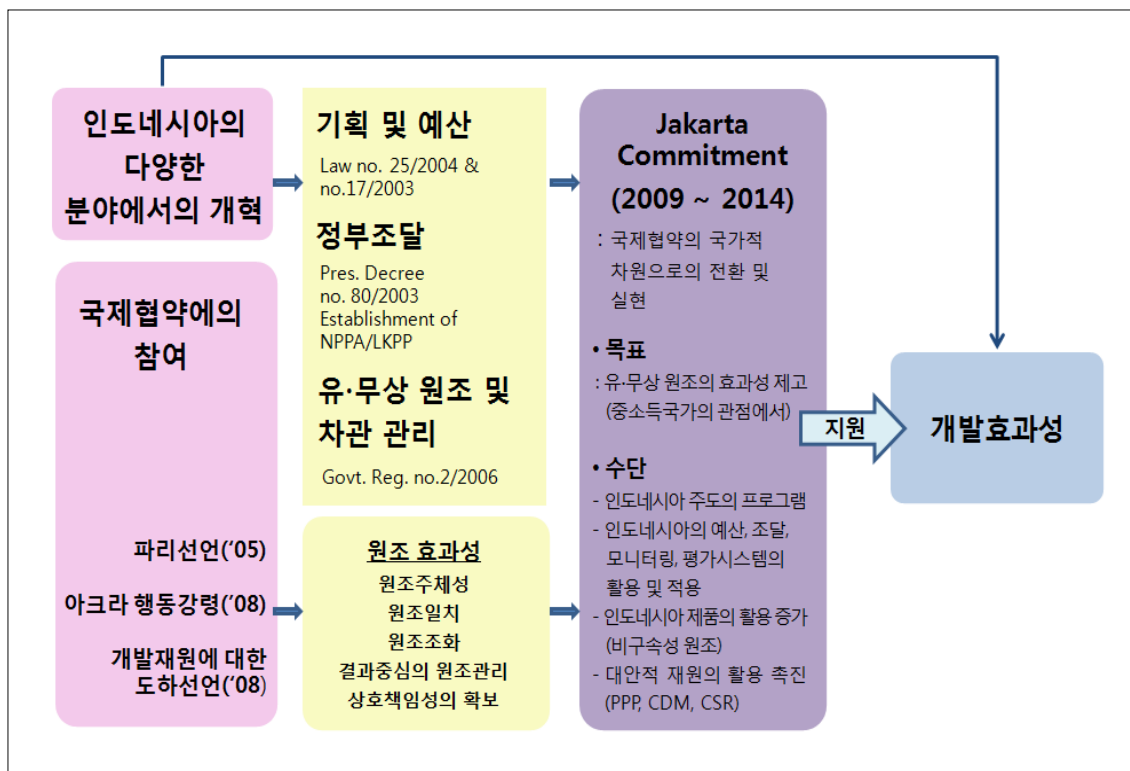 인도네시아의
다양한
분야에서의 개혁
국제협약에의
참여
파리선언(‘05)
아크라 행동강령(’08)
개발재원에 대한
도하선언(’08)
기획 및 예산
Law no. 25/2004 &
no.17/2003
정부조달
Pres. Decree
no. 80/2003
Establishment of
NPPA/LKPP
유·무상 원조 및
차관 관리
Govt. Reg. no.2/2006
원조 효과성
원조주체성
원조일치
원조조화
결과중심의 원조관리
상호책임성의 확보
Jakarta
Commitment
(2009 ~ 2014)
: 국제협약의 국가적
차원으로의 전환 및
실현
• 목표
: 유·무상 원조의 효과성 제고
(중소득국가의 관점에서)
• 수단
- 인도네시아 주도의 프로그램
- 인도네시아의 예산, 조달,
모니터링, 평가시스템의
활용 및 적용
- 인도네시아 제품의 활용 증가
(비구속성 원조)
- 대안적 재원의 활용 촉진
(PPP, CDM, CSR)
지원
개발효과성